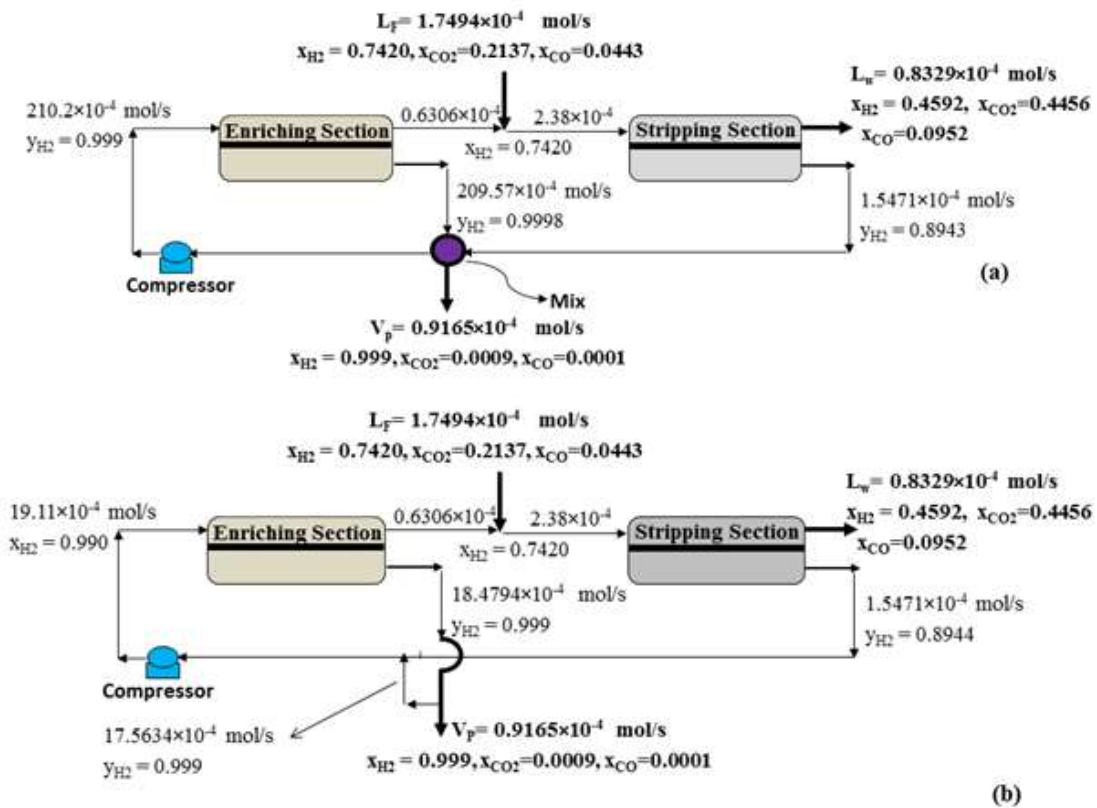 L_F= 1.7494×10⁻⁴ mol/s
x_H2 = 0.7420, x_CO2=0.2137, x_CO=0.0443
210.2×10⁻⁴ mol/s
y_H2 = 0.999
Enriching Section
0.6306×10⁻⁴
x_H2 = 0.7420
2.38×10⁻⁴
Stripping Section
L_w= 0.8329×10⁻⁴ mol/s
x_H2 = 0.4592, x_CO2=0.4456
x_CO=0.0952
209.57×10⁻⁴ mol/s
y_H2 = 0.9998
1.5471×10⁻⁴ mol/s
y_H2 = 0.8943
Compressor
Mix
(a)
V_p= 0.9165×10⁻⁴ mol/s
x_H2 = 0.999, x_CO2=0.0009, x_CO=0.0001
L_F= 1.7494×10⁻⁴ mol/s
x_H2 = 0.7420, x_CO2=0.2137, x_CO=0.0443
19.11×10⁻⁴ mol/s
x_H2 = 0.990
Enriching Section
0.6306×10⁻⁴
x_H2 = 0.7420
2.38×10⁻⁴
Stripping Section
L_w= 0.8329×10⁻⁴ mol/s
x_H2 = 0.4592, x_CO2=0.4456
x_CO=0.0952
18.4794×10⁻⁴ mol/s
y_H2 = 0.999
1.5471×10⁻⁴ mol/s
y_H2 = 0.8944
Compressor
17.5634×10⁻⁴ mol/s
y_H2 = 0.999
V_P= 0.9165×10⁻⁴ mol/s
x_H2 = 0.999, x_CO2=0.0009, x_CO=0.0001
(b)